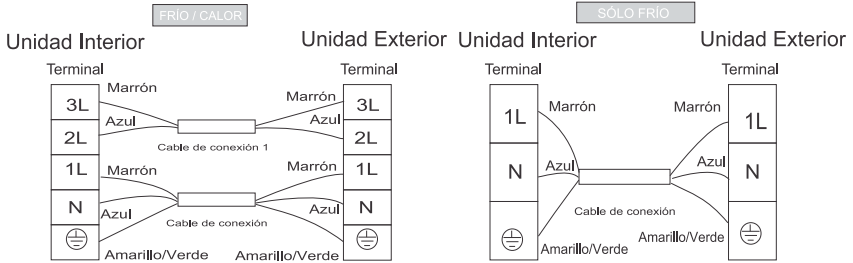 FRÍO / CALOR
Unidad Interior
Unidad Exterior
Terminal
Terminal
3L
Marrón
Marrón
3L
2L
Azul
Azul
2L
Cable de conexión 1
1L
Marrón
Marrón
1L
N
Azul
Azul
N
Cable de conexión
Amarillo/Verde
Amarillo/Verde
SÓLO FRÍO
Unidad Interior
Unidad Exterior
Terminal
Terminal
1L
Marrón
Marrón
1L
N
Azul
Azul
N
Cable de conexión
Amarillo/Verde
Amarillo/Verde